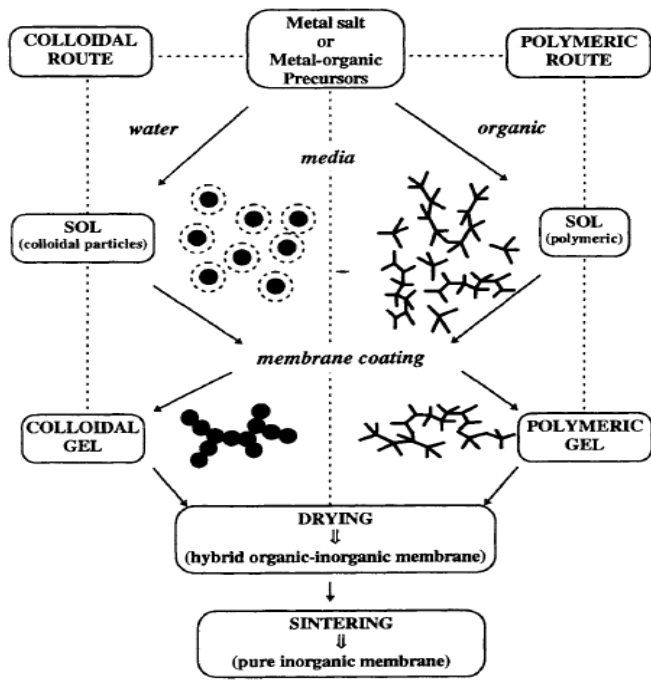 COLLOIDAL
ROUTE
Metal salt
or
Metal-organic
Precursors
POLYMERIC
ROUTE
water
organic
media
SOL
(colloidal particles)
SOL
(polymeric)
membrane coating
COLLOIDAL
GEL
POLYMERIC
GEL
DRYING
⇓
(hybrid organic-inorganic membrane)
SINTERING
⇓
(pure inorganic membrane)